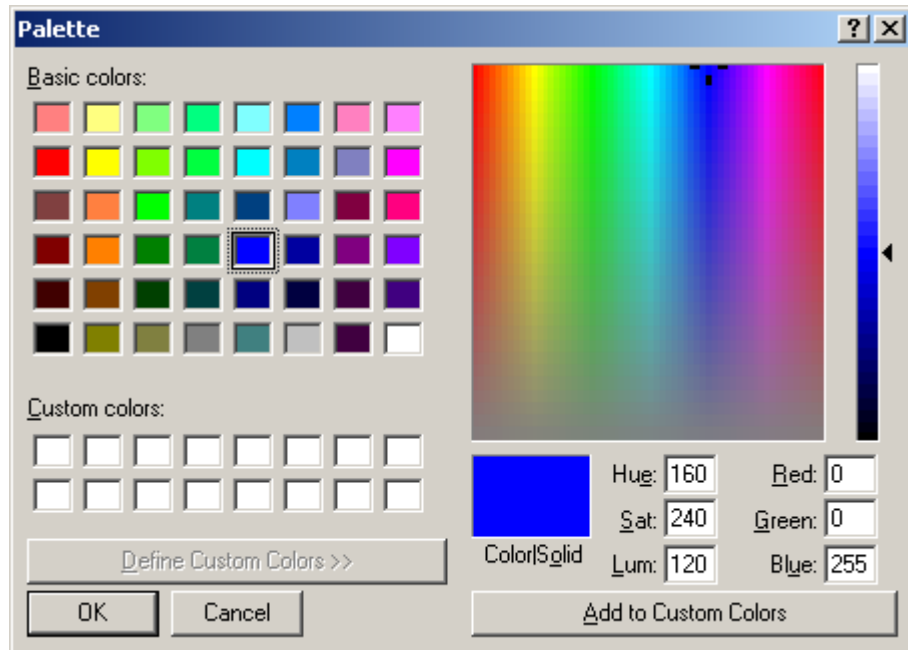 Palette
Basic colors:
Custom colors:
Define Custom Colors >>
OK Cancel
Color|Solid
Hue: 160 Red: 0
Sat: 240 Green: 0
Lum: 120 Blue: 255
Add to Custom Colors